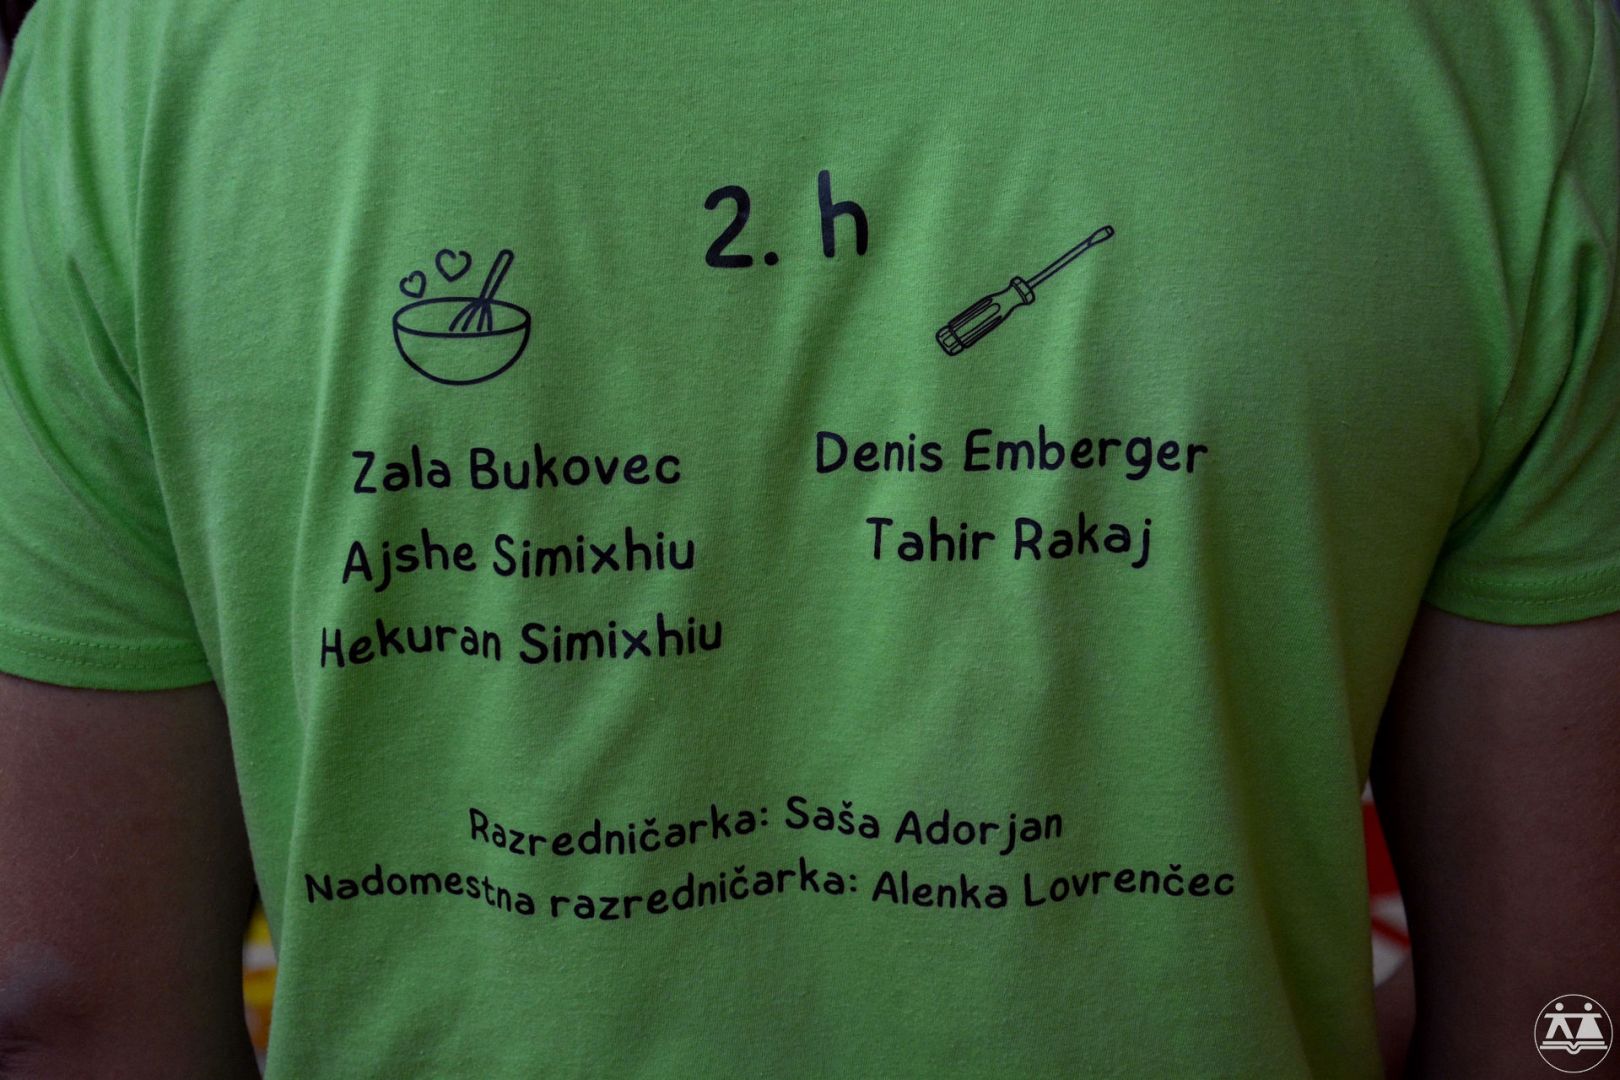 2. h
Zala Bukovec
Ajshe Simixhiu
Hekuran Simixhiu
Denis Emberger
Tahir Rakaj
Razredničarka: Saša Adorjan
Nadomestna razredničarka: Alenka Lovrenčec